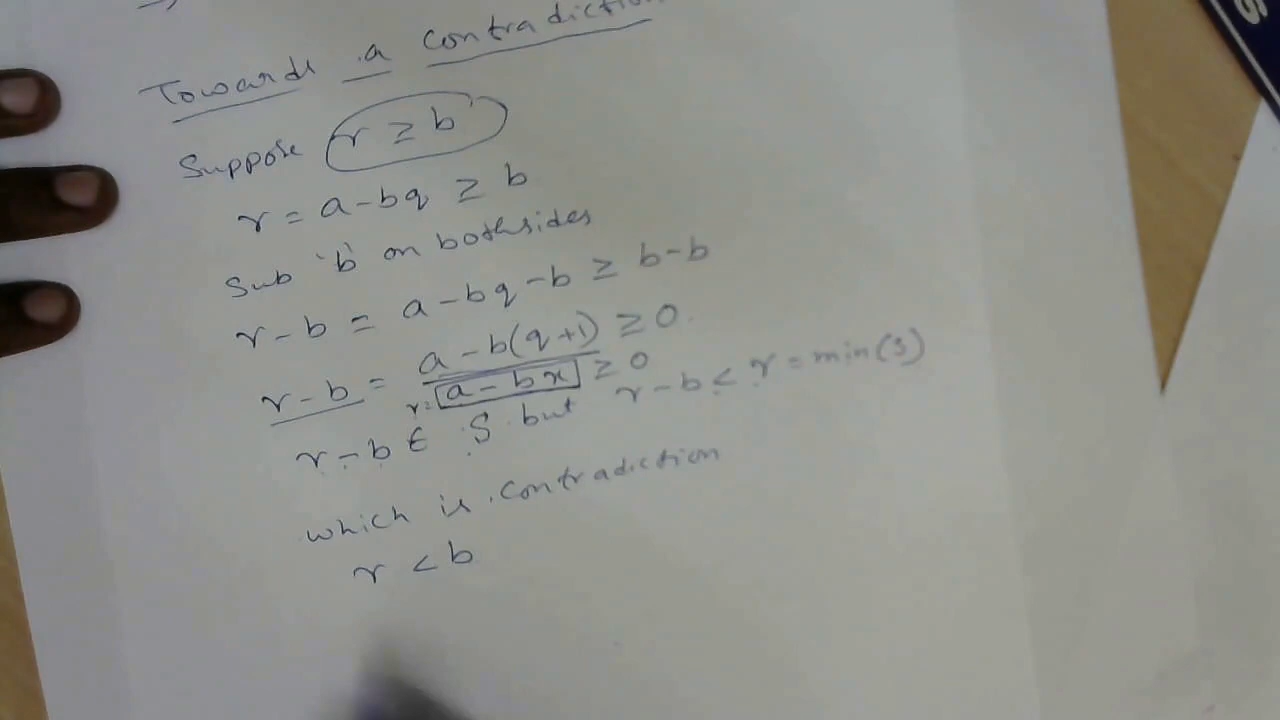 Towards a contradiction
Suppose r ≥ b
r = a - bq ≥ b
Sub 'b' on bothsides
r - b = a - bq - b ≥ b - b
r - b = a - b(q+1) ≥ 0
r = a - bx ≥ 0
r - b ∈ S but r - b < r = min(S)
which is contradiction
r < b